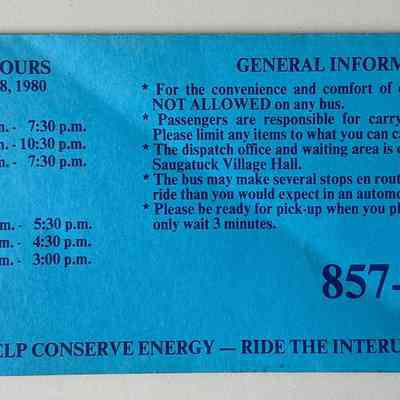 OURS
8, 1980
m. - 7:30 p.m.
m. - 10:30 p.m.
m. - 7:30 p.m.
m. - 5:30 p.m.
m. - 4:30 p.m.
m. - 3:00 p.m.
GENERAL INFORM
* For the convenience and comfort of
NOT ALLOWED on any bus.
* Passengers are responsible for carry
Please limit any items to what you can ca
* The dispatch office and waiting area is
Saugatuck Village Hall.
* The bus may make several stops en rout
ride than you would expect in an automo
* Please be ready for pick-up when you pl
only wait 3 minutes.
857-
ELP CONSERVE ENERGY — RIDE THE INTERU